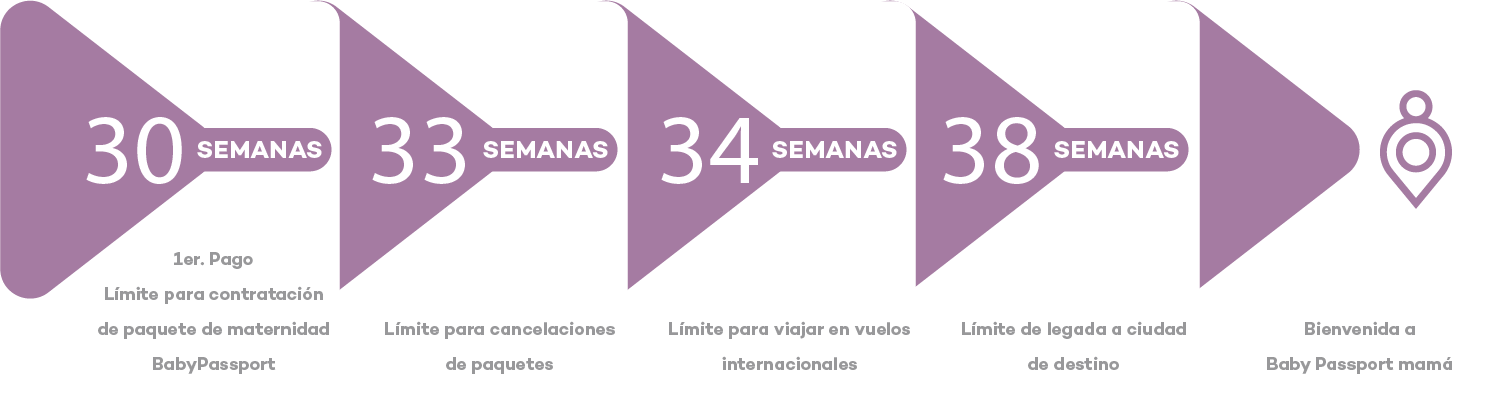 30 SEMANAS
1er. Pago
Límite para contratación
de paquete de maternidad
BabyPassport
33 SEMANAS
Límite para cancelaciones
de paquetes
34 SEMANAS
Límite para viajar en vuelos
internacionales
38 SEMANAS
Límite de legada a ciudad
de destino
Bienvenida a
Baby Passport mamá